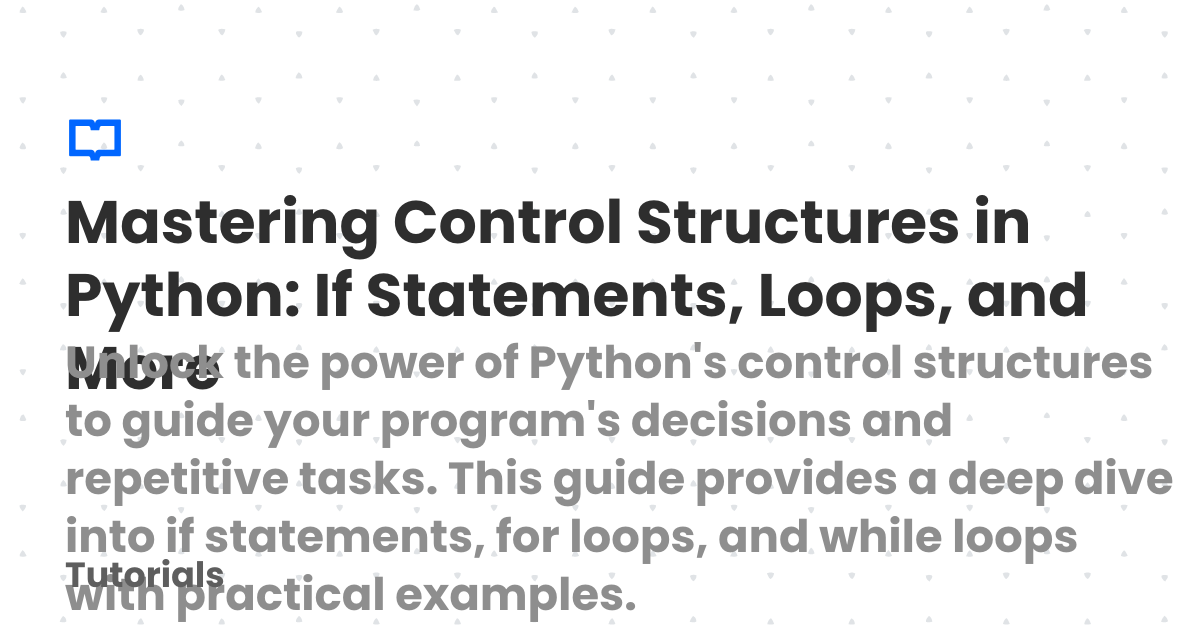 Mastering Control Structures in
Python: If Statements, Loops, and
More
Unlock the power of Python's control structures
to guide your program's decisions and
repetitive tasks. This guide provides a deep dive
into if statements, for loops, and while loops
Tutorials
with practical examples.